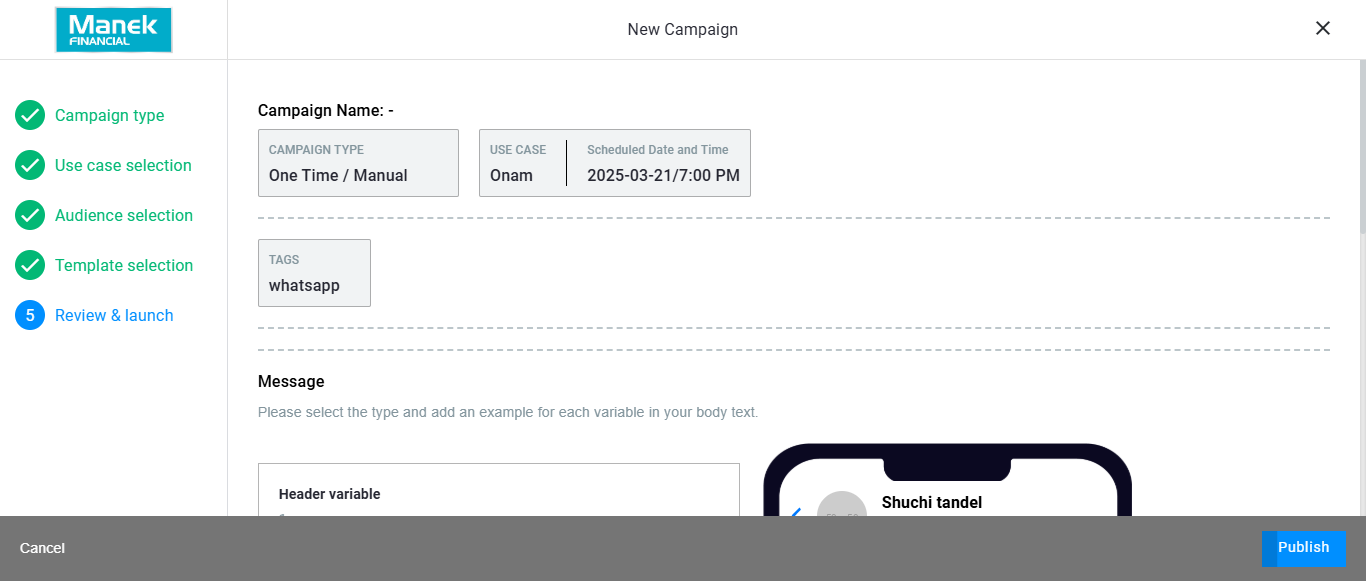 Manek
FINANCIAL
New Campaign
Campaign type
Use case selection
Audience selection
Template selection
5 Review & launch
Campaign Name: -
CAMPAIGN TYPE
One Time / Manual
USE CASE
Onam
Scheduled Date and Time
2025-03-21/7:00 PM
TAGS
whatsapp
Message
Please select the type and add an example for each variable in your body text.
Header variable
Shuchi tandel
Cancel
Publish